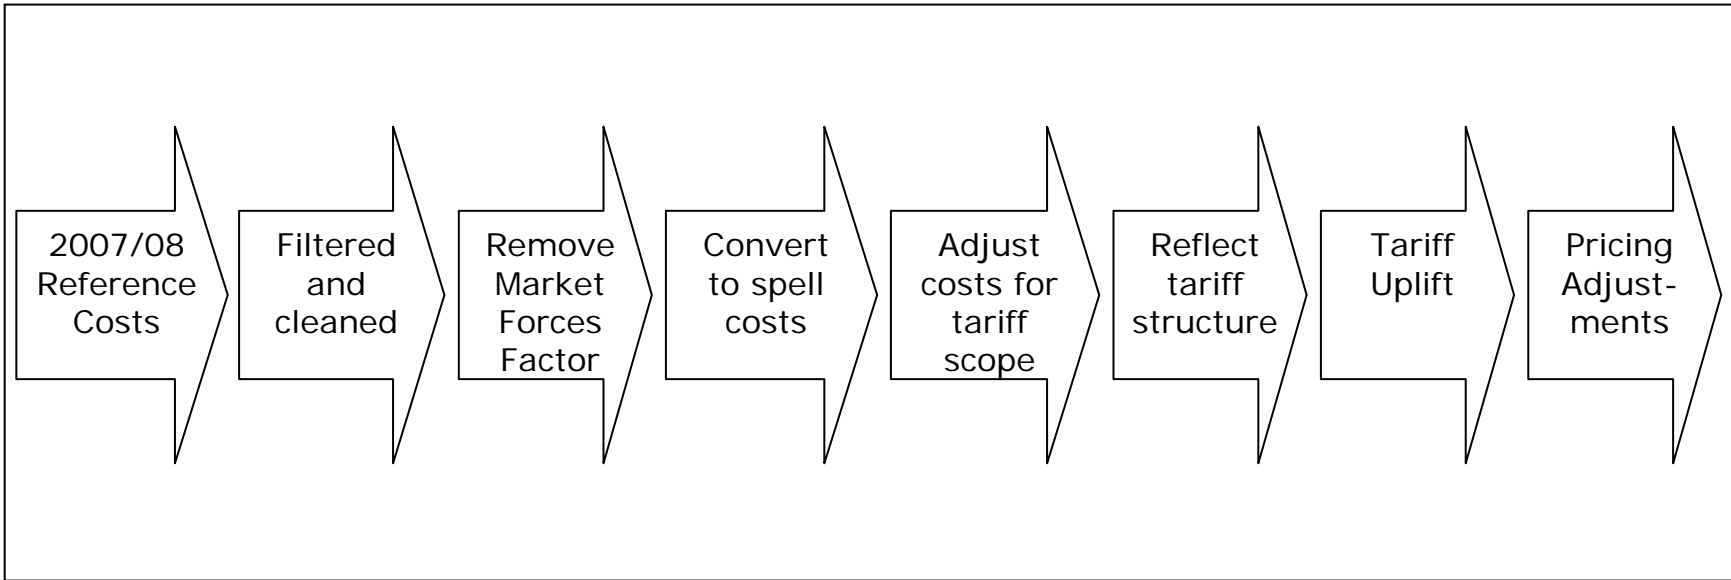 2007/08
Reference
Costs
Filtered
and
cleaned
Remove
Market
Forces
Factor
Convert
to spell
costs
Adjust
costs for
tariff
scope
Reflect
tariff
structure
Tariff
Uplift
Pricing
Adjust-
ments